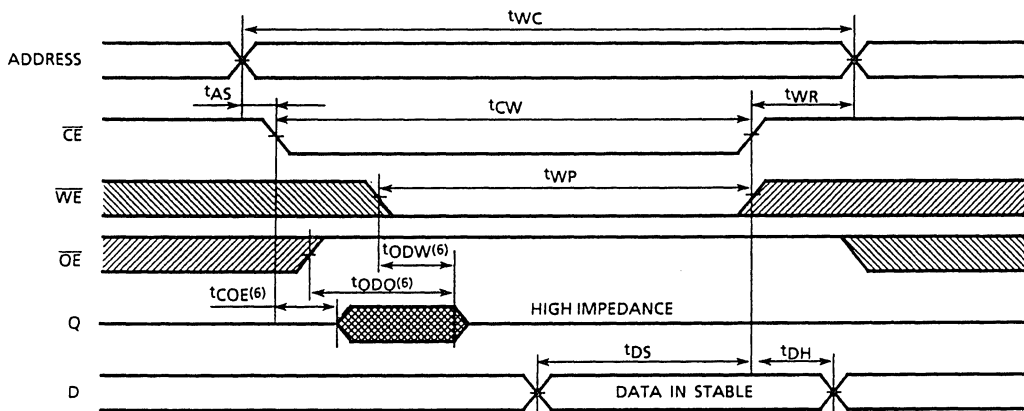 tWC
ADDRESS
tAS
tCW
tWR
CE
tWP
WE
tODW(6)
OE
tODO(6)
tCOE(6)
HIGH IMPEDANCE
Q
tDS
tDH
D
DATA IN STABLE